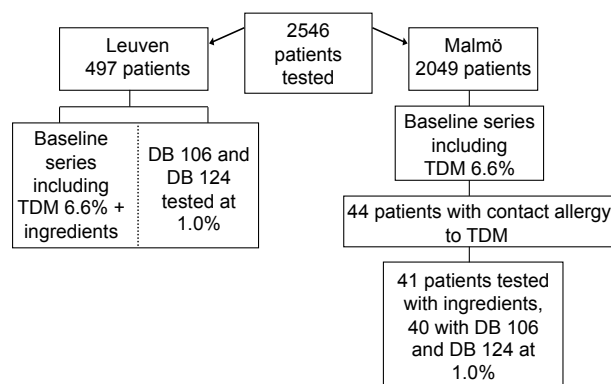 2546
patients
tested
Leuven
497 patients
Malmö
2049 patients
Baseline
series
including
TDM 6.6% +
ingredients
DB 106 and
DB 124
tested at
1.0%
Baseline series
including
TDM 6.6%
44 patients with contact allergy
to TDM
41 patients tested
with ingredients,
40 with DB 106
and DB 124 at
1.0%